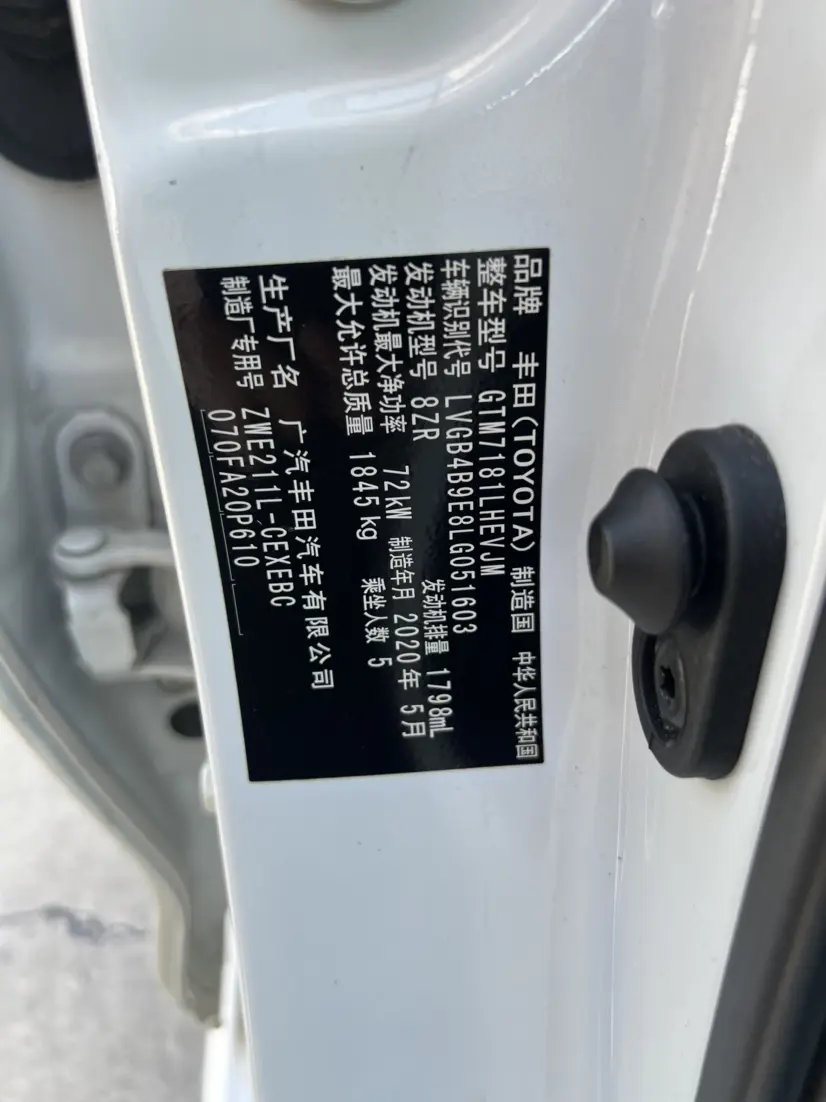 品牌 丰田(TOYOTA) 制造国 中华人民共和国
整车型号 GTM7181LHEVJM
车辆识别代号 LVGB4B9E8LG051603
发动机型号 8ZR 发动机排量 1798mL
发动机最大净功率 72kW 制造年月 2020年 5月
最大允许总质量 1845kg 乘坐人数 5
生产厂名 广汽丰田汽车有限公司
制造厂专用号 ZWE211L-CEXEBC
070FA20P610